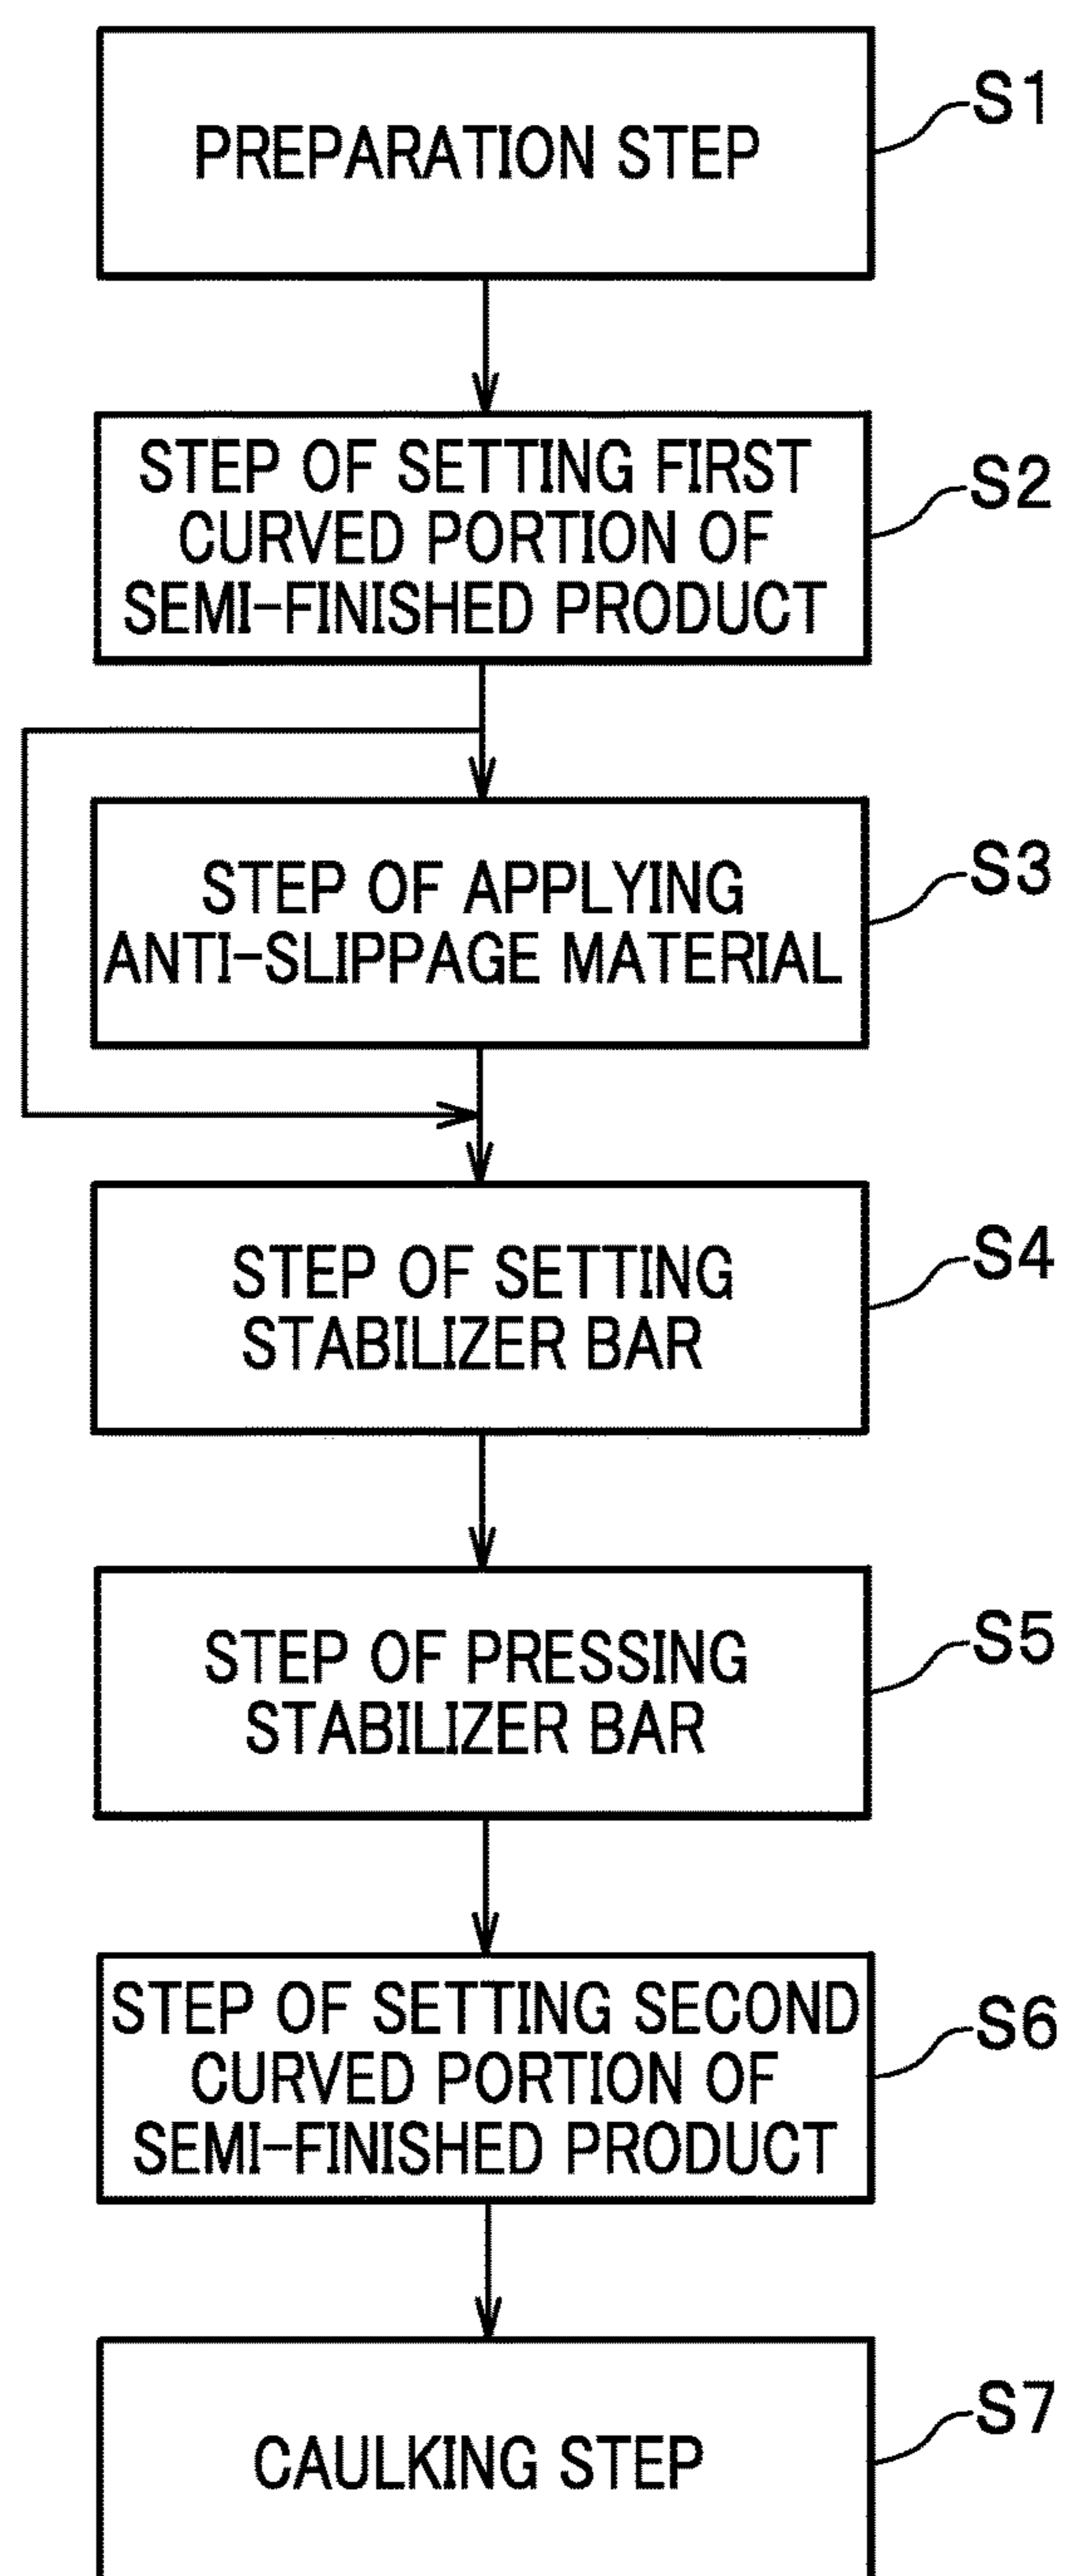 PREPARATION STEP
S1
STEP OF SETTING FIRST
CURVED PORTION OF
SEMI-FINISHED PRODUCT
S2
STEP OF APPLYING
ANTI-SLIPPAGE MATERIAL
S3
STEP OF SETTING
STABILIZER BAR
S4
STEP OF PRESSING
STABILIZER BAR
S5
STEP OF SETTING SECOND
CURVED PORTION OF
SEMI-FINISHED PRODUCT
S6
CAULKING STEP
S7